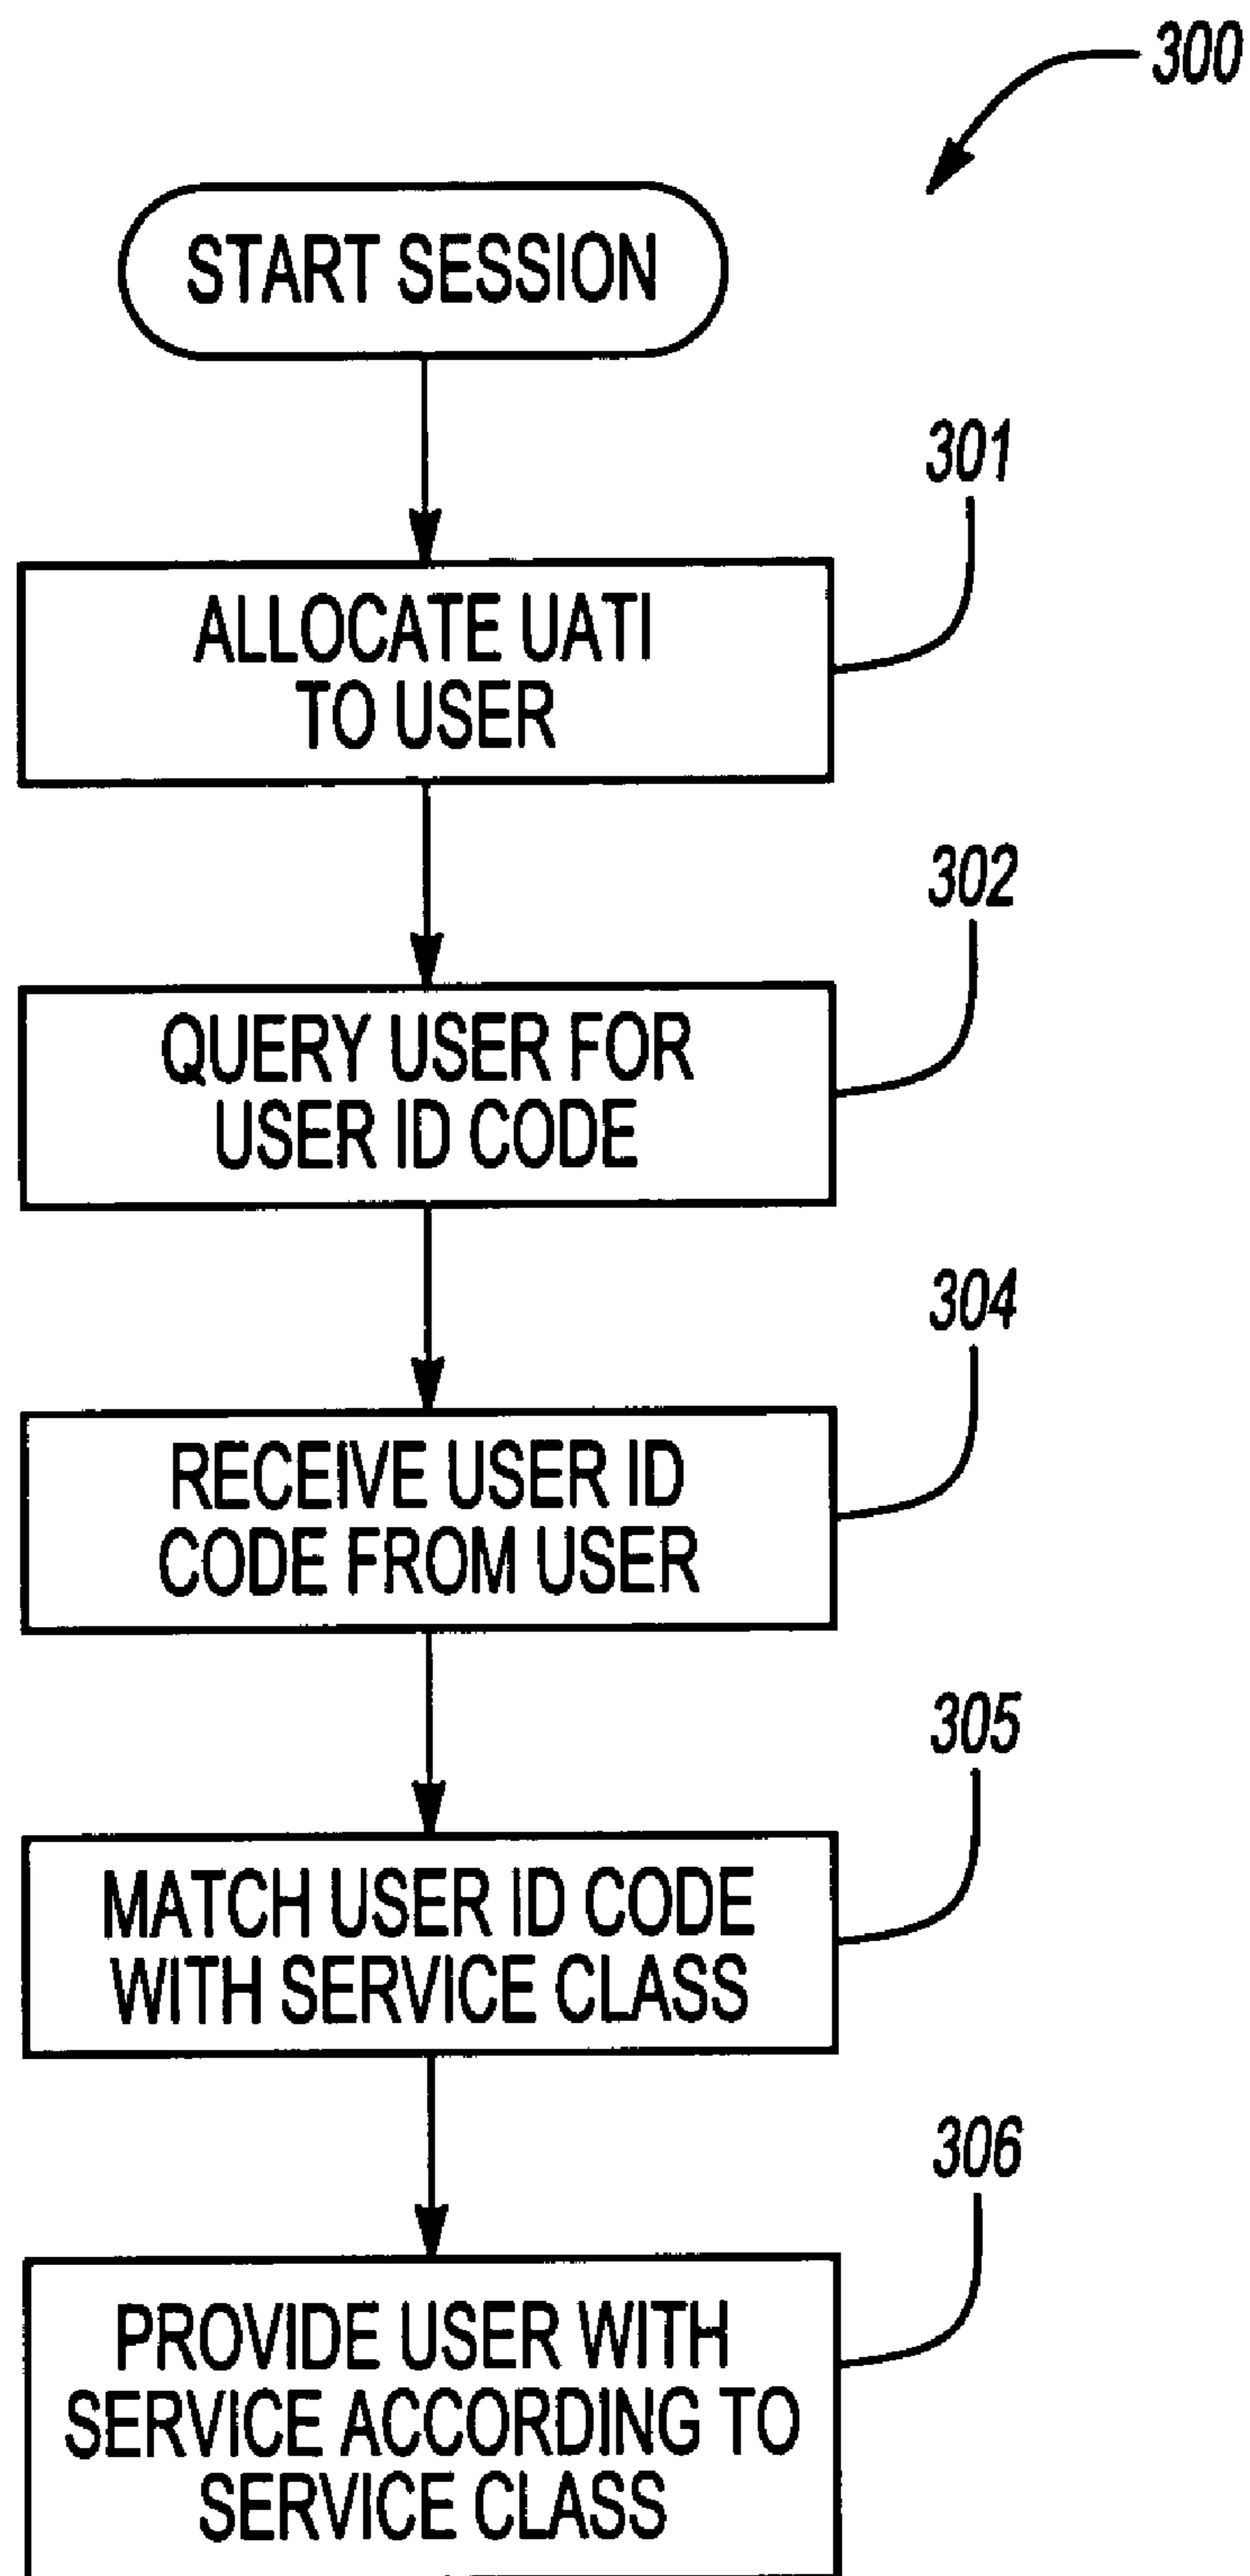 300
START SESSION
301
ALLOCATE UATI
TO USER
302
QUERY USER FOR
USER ID CODE
304
RECEIVE USER ID
CODE FROM USER
305
MATCH USER ID CODE
WITH SERVICE CLASS
306
PROVIDE USER WITH
SERVICE ACCORDING TO
SERVICE CLASS